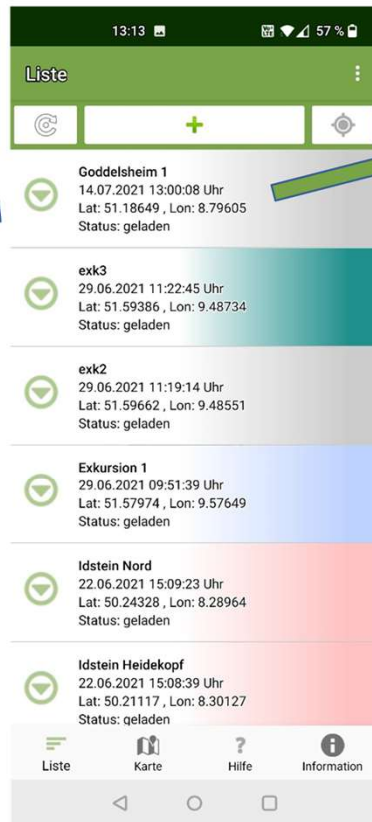 13:13
57 %
Liste
+
Goddelsheim 1
14.07.2021 13:00:08 Uhr
Lat: 51.18649 , Lon: 8.79605
Status: geladen
exk3
29.06.2021 11:22:45 Uhr
Lat: 51.59386 , Lon: 9.48734
Status: geladen
exk2
29.06.2021 11:19:14 Uhr
Lat: 51.59662 , Lon: 9.48551
Status: geladen
Exkursion 1
29.06.2021 09:51:39 Uhr
Lat: 51.57974 , Lon: 9.57649
Status: geladen
Idstein Nord
22.06.2021 15:09:23 Uhr
Lat: 50.24328 , Lon: 8.28964
Status: geladen
Idstein Heidekopf
22.06.2021 15:08:39 Uhr
Lat: 50.21117 , Lon: 8.30127
Status: geladen
Liste Karte Hilfe Information